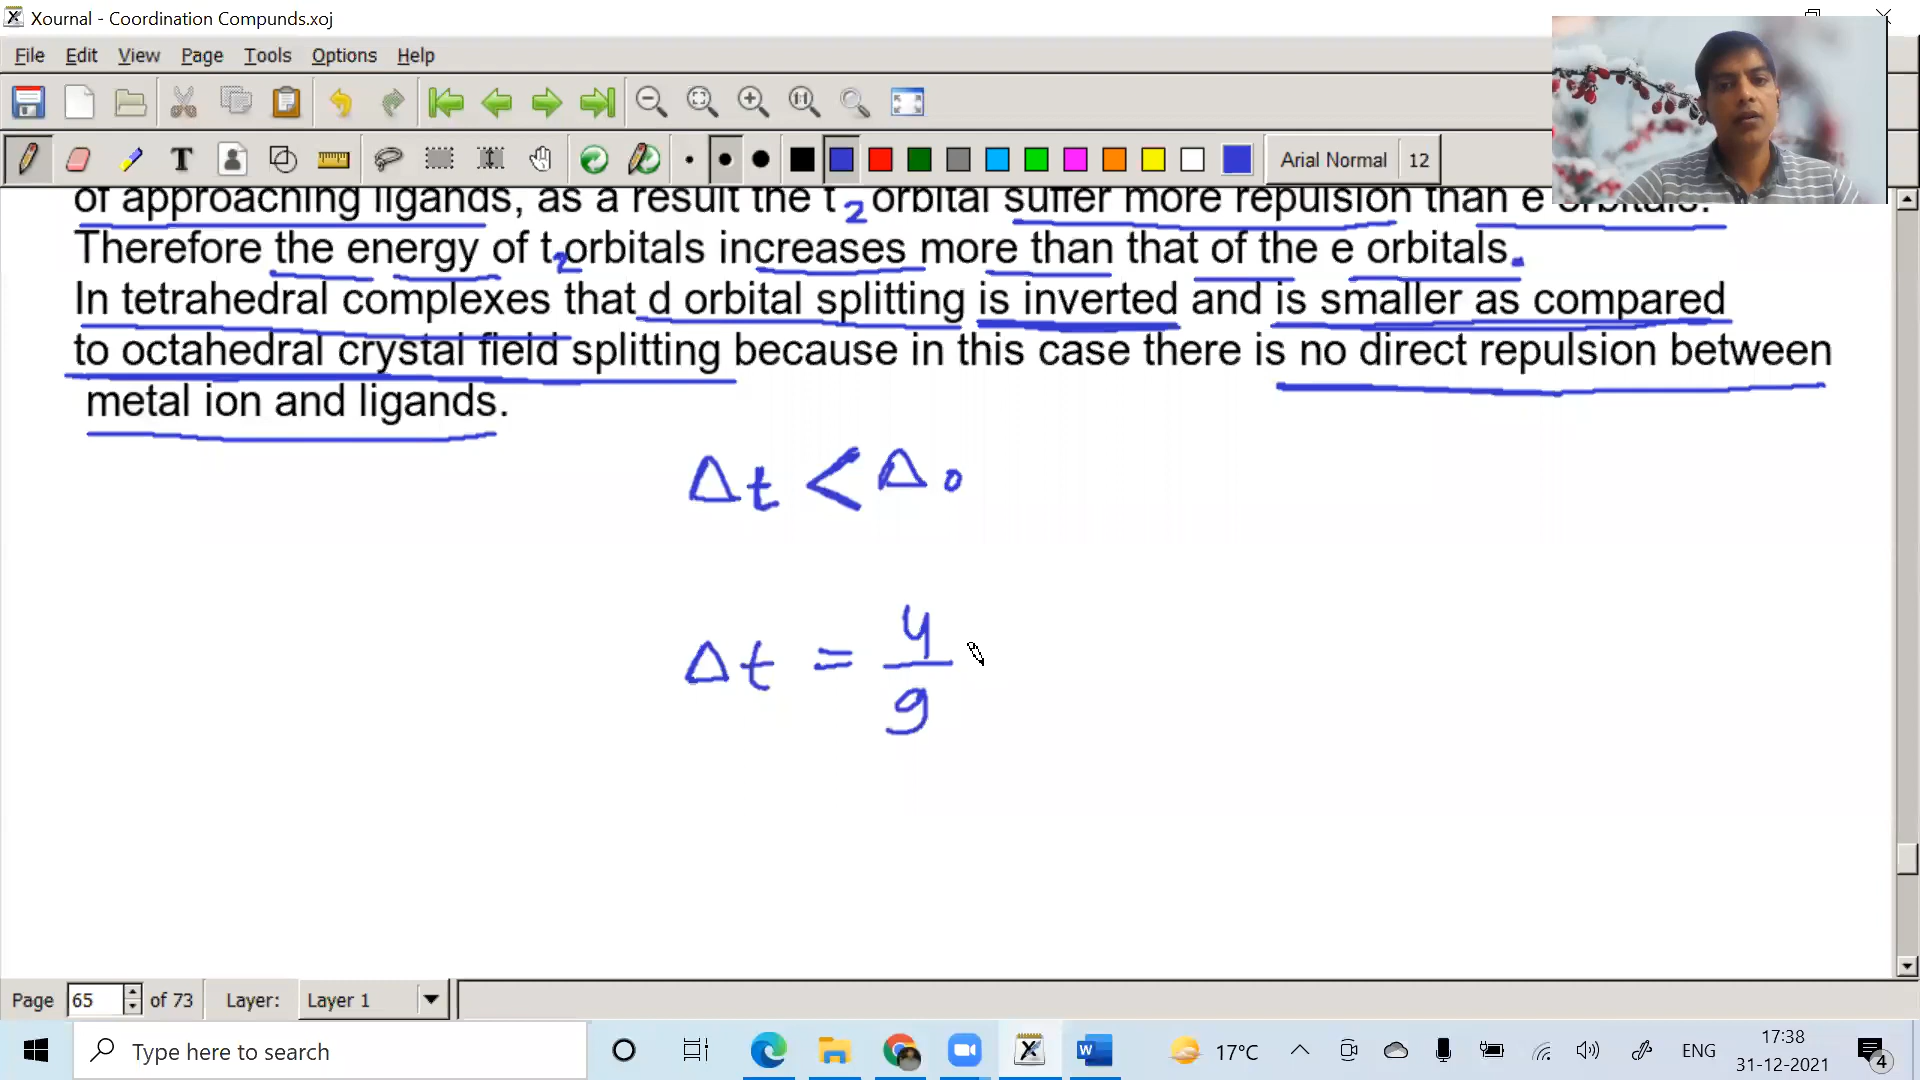 Xournal - Coordination Compunds.xoj
File Edit View Page Tools Options Help
Arial Normal 12
of approaching ligands, as a result the t 2 orbital suffer more repulsion than e orbitals.
Therefore the energy of t 2 orbitals increases more than that of the e orbitals.
In tetrahedral complexes that d orbital splitting is inverted and is smaller as compared
to octahedral crystal field splitting because in this case there is no direct repulsion between
metal ion and ligands.
Δt < Δo
Δt = 4/9
Page 65 of 73 Layer: Layer 1
Type here to search
17°C ENG 17:38 31-12-2021 4